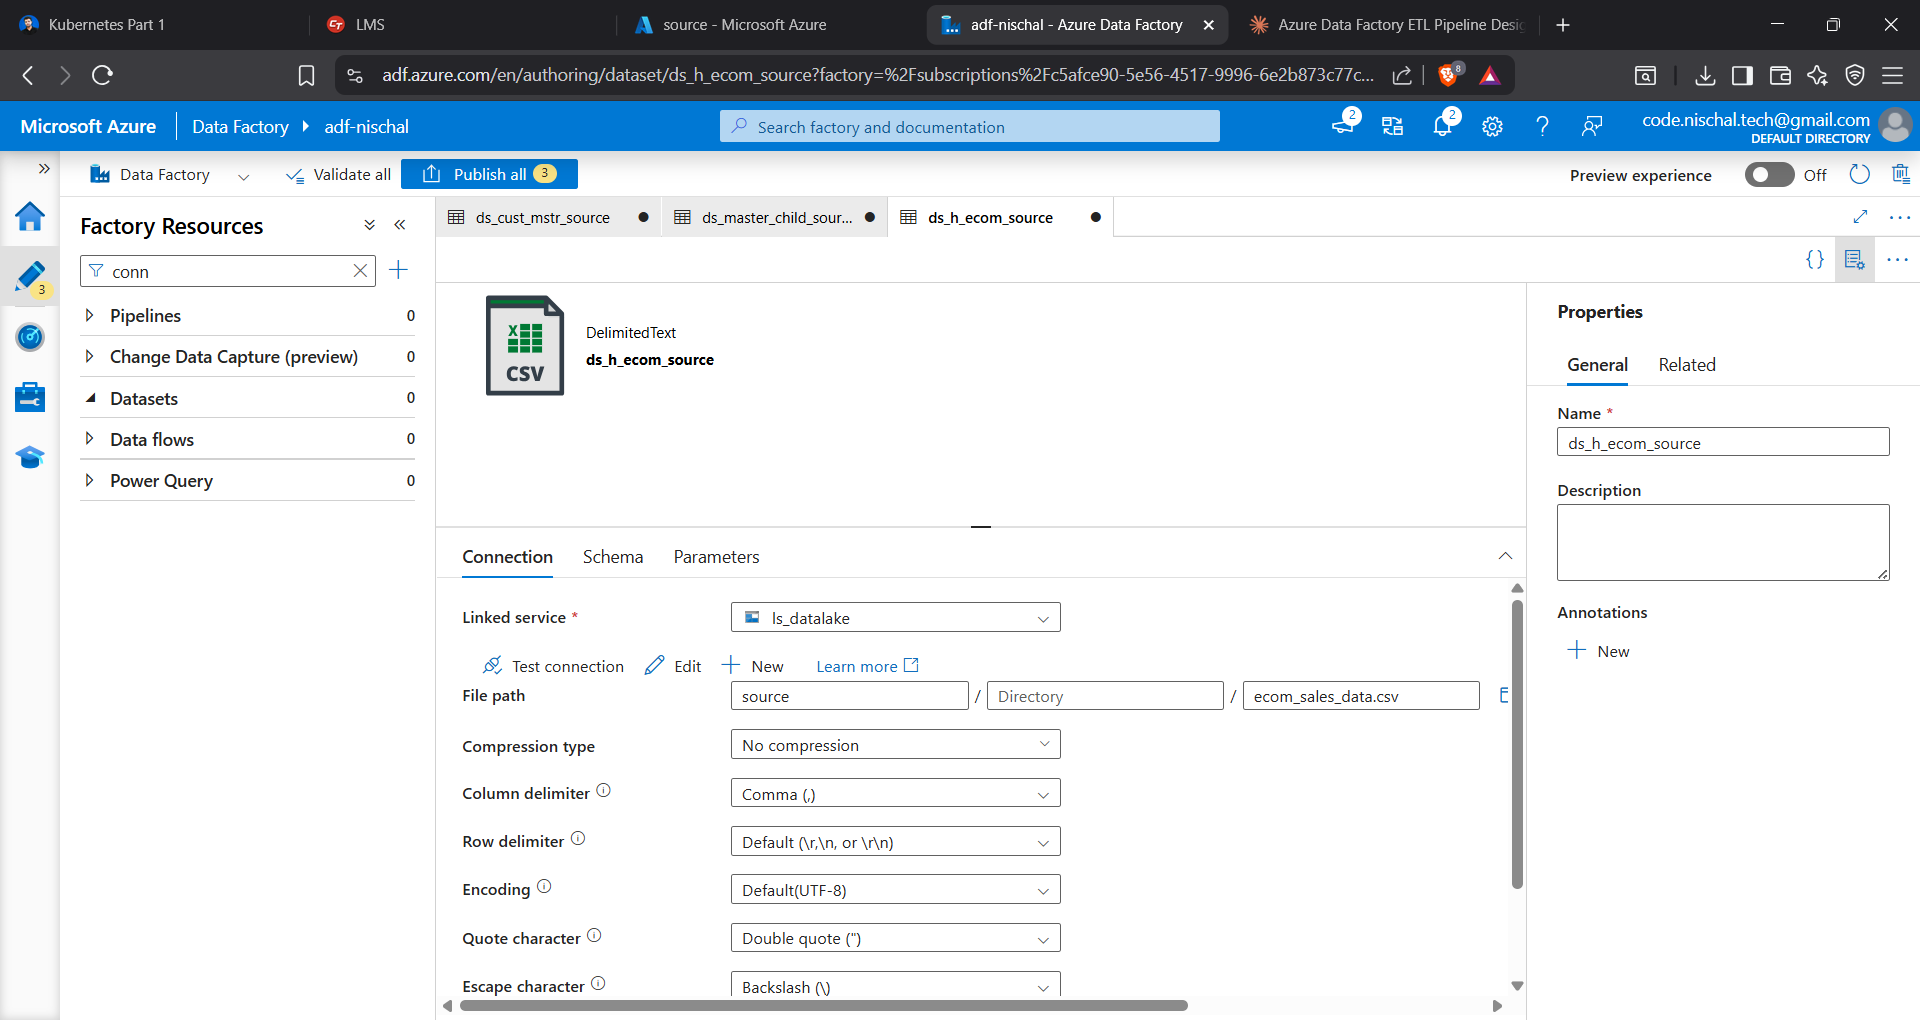 Kubernetes Part 1
LMS
source - Microsoft Azure
adf-nischal - Azure Data Factory
Azure Data Factory ETL Pipeline Desi
adf.azure.com/en/authoring/dataset/ds_h_ecom_source?factory=%2Fsubscriptions%2Fc5afce90-5e56-4517-9996-6e2b873c77c...
8
Microsoft Azure
Data Factory
adf-nischal
Search factory and documentation
2
2
code.nischal.tech@gmail.com
DEFAULT DIRECTORY
Data Factory
Validate all
Publish all
3
Preview experience
Off
Factory Resources
conn
3
Pipelines
0
Change Data Capture (preview)
0
Datasets
0
Data flows
0
Power Query
0
ds_cust_mstr_source
ds_master_child_sour...
ds_h_ecom_source
CSV
DelimitedText
ds_h_ecom_source
Connection
Schema
Parameters
Linked service *
ls_datalake
Test connection
Edit
New
Learn more
File path
source
/
Directory
/
ecom_sales_data.csv
Compression type
No compression
Column delimiter
Comma (,)
Row delimiter
Default (\r,\n, or \r\n)
Encoding
Default(UTF-8)
Quote character
Double quote (")
Escape character
Backslash (\)
Properties
General
Related
Name *
ds_h_ecom_source
Description
Annotations
New